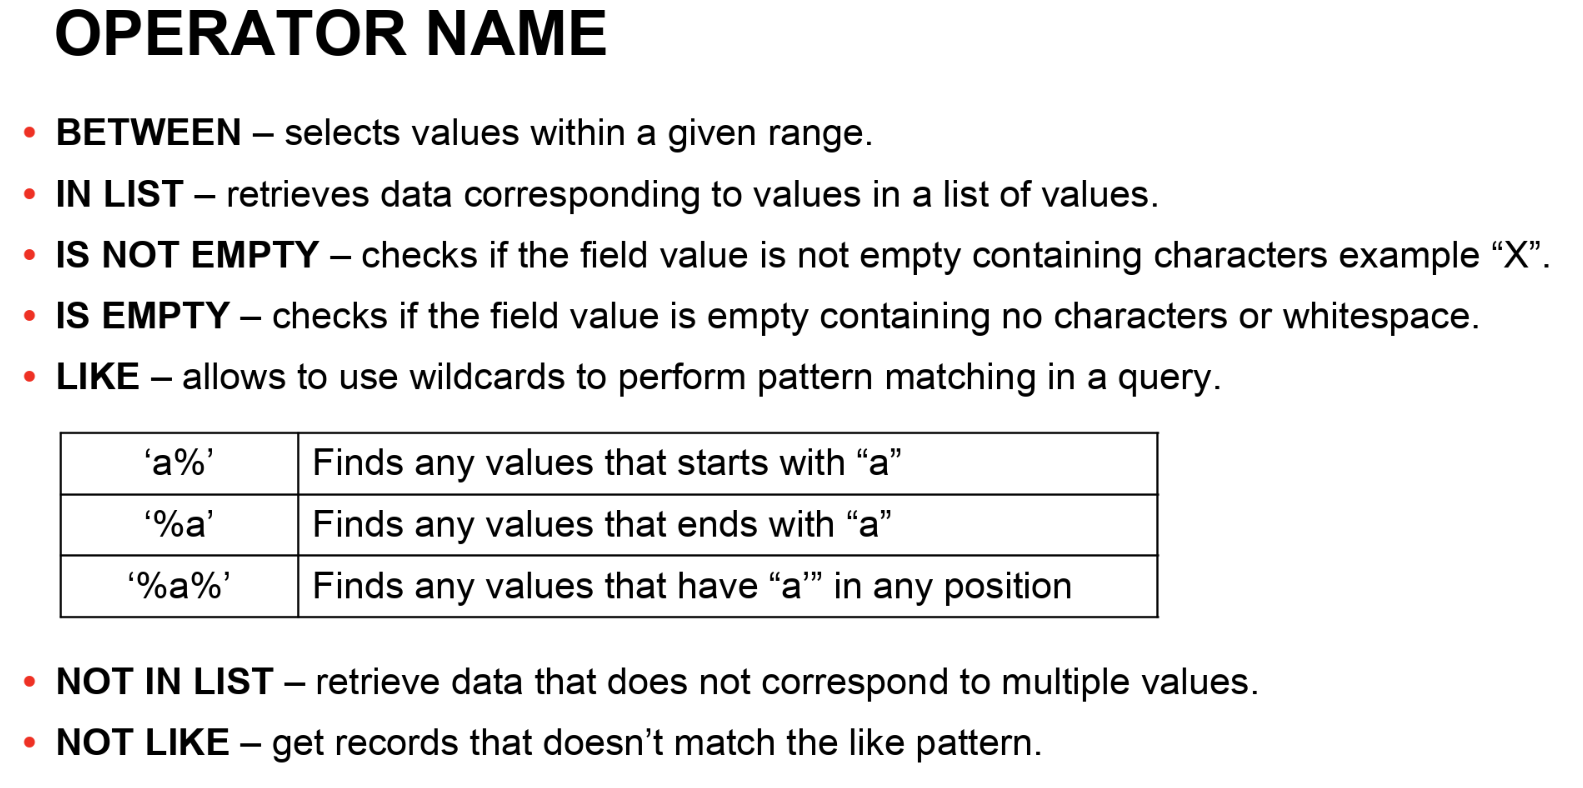 OPERATOR NAME
• BETWEEN – selects values within a given range.
• IN LIST – retrieves data corresponding to values in a list of values.
• IS NOT EMPTY – checks if the field value is not empty containing characters example “X”.
• IS EMPTY – checks if the field value is empty containing no characters or whitespace.
• LIKE – allows to use wildcards to perform pattern matching in a query.
‘a%’ Finds any values that starts with “a”
‘%a’ Finds any values that ends with “a”
‘%a%’ Finds any values that have “a’” in any position
• NOT IN LIST – retrieve data that does not correspond to multiple values.
• NOT LIKE – get records that doesn’t match the like pattern.